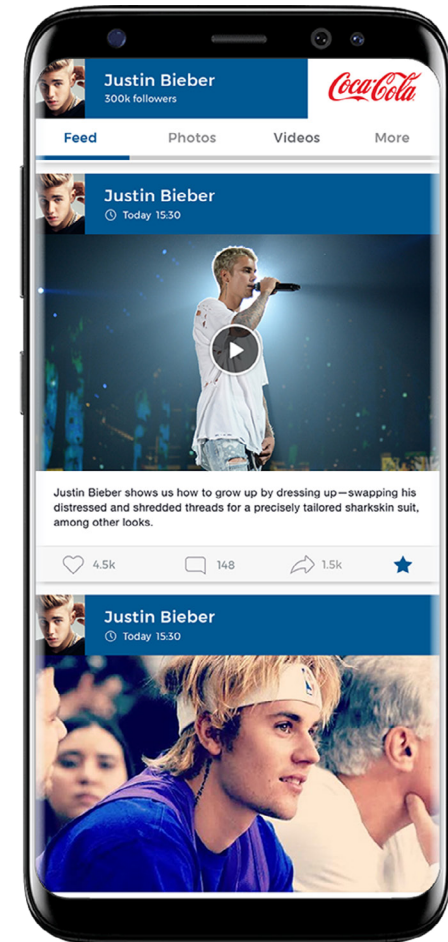 Justin Bieber
300k followers
Coca-Cola
Feed Photos Videos More
Justin Bieber
Today 15:30
Justin Bieber shows us how to grow up by dressing up—swapping his
distressed and shredded threads for a precisely tailored sharkskin suit,
among other looks.
4.5k 148 1.5k
Justin Bieber
Today 15:30